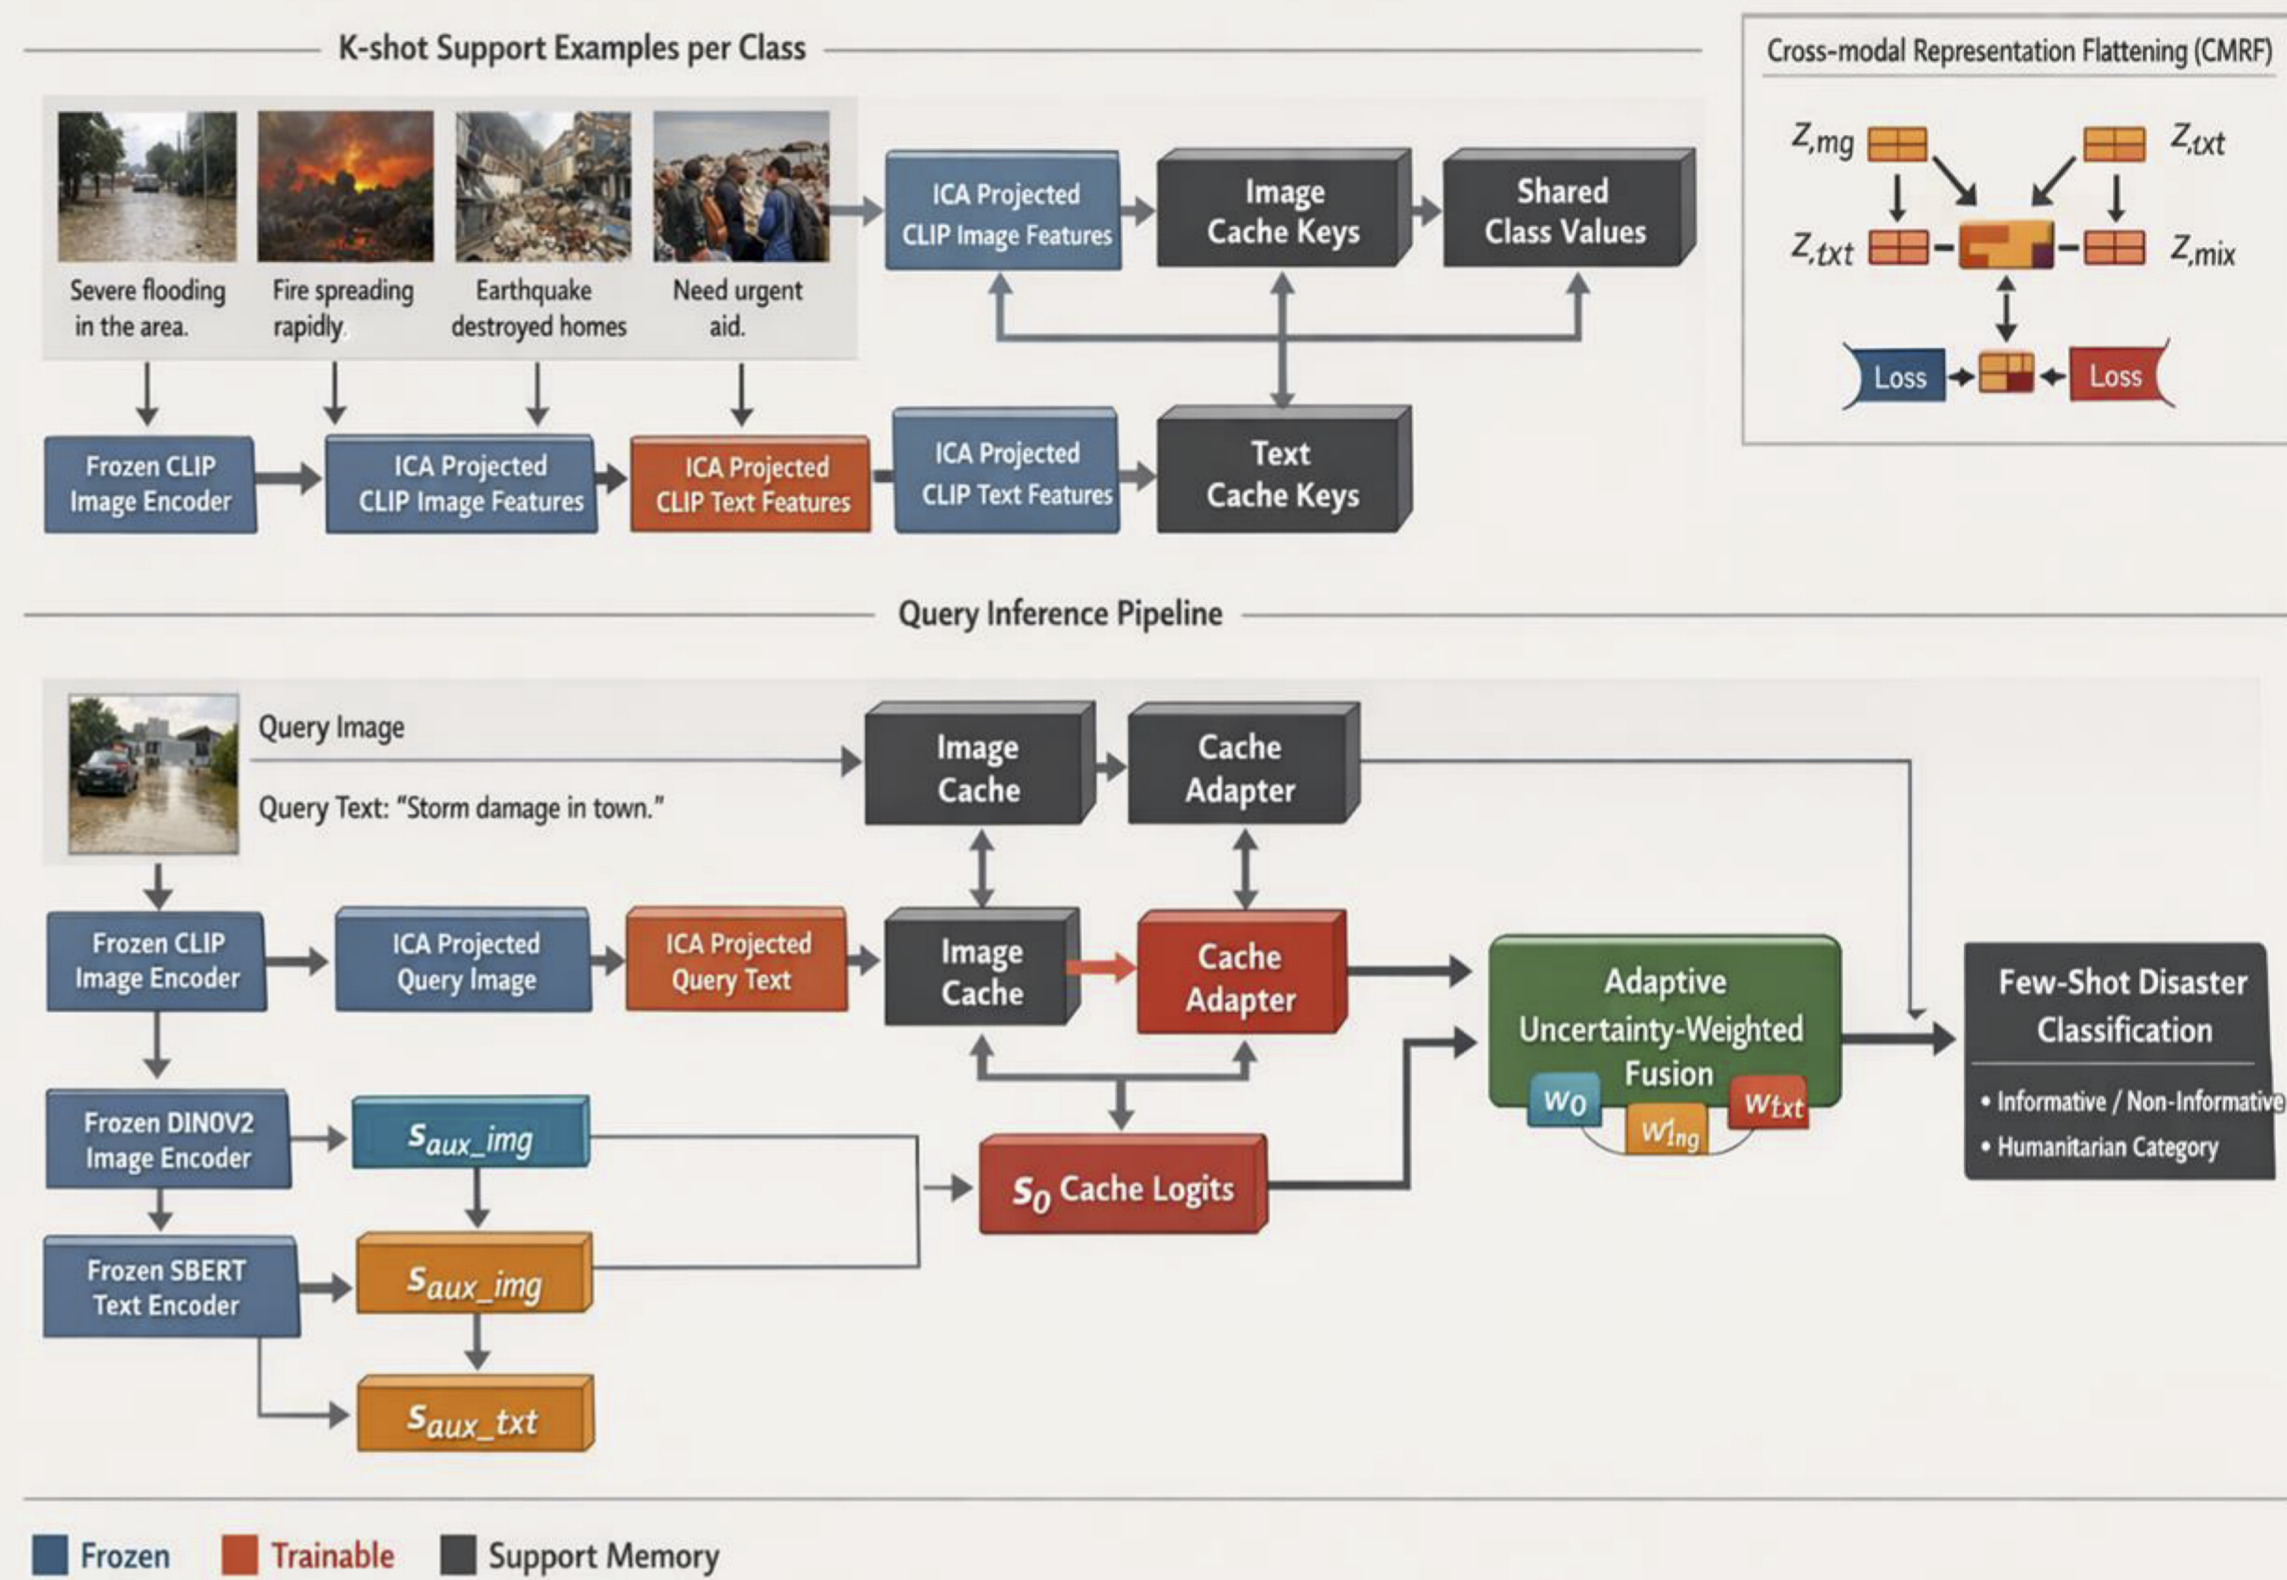 K-shot Support Examples per Class
Severe flooding
in the area.
Fire spreading
rapidly.
Earthquake
destroyed homes
Need urgent
aid.
ICA Projected
CLIP Image Features
Image
Cache Keys
Shared
Class Values
Frozen CLIP
Image Encoder
ICA Projected
CLIP Image Features
ICA Projected
CLIP Text Features
ICA Projected
CLIP Text Features
Text
Cache Keys
Cross-modal Representation Flattening (CMRF)
Z,mg
Z,txt
Z,txt
Z,mix
Loss
Loss
Query Inference Pipeline
Query Image
Query Text: “Storm damage in town.”
Image
Cache
Cache
Adapter
Frozen CLIP
Image Encoder
ICA Projected
Query Image
ICA Projected
Query Text
Image
Cache
Cache
Adapter
Adaptive
Uncertainty-Weighted
Fusion
w0
w1ng
wtxt
Few-Shot Disaster
Classification
• Informative / Non-Informative
• Humanitarian Category
Frozen DINOV2
Image Encoder
saux_img
s0 Cache Logits
Frozen SBERT
Text Encoder
saux_img
saux_txt
Frozen
Trainable
Support Memory